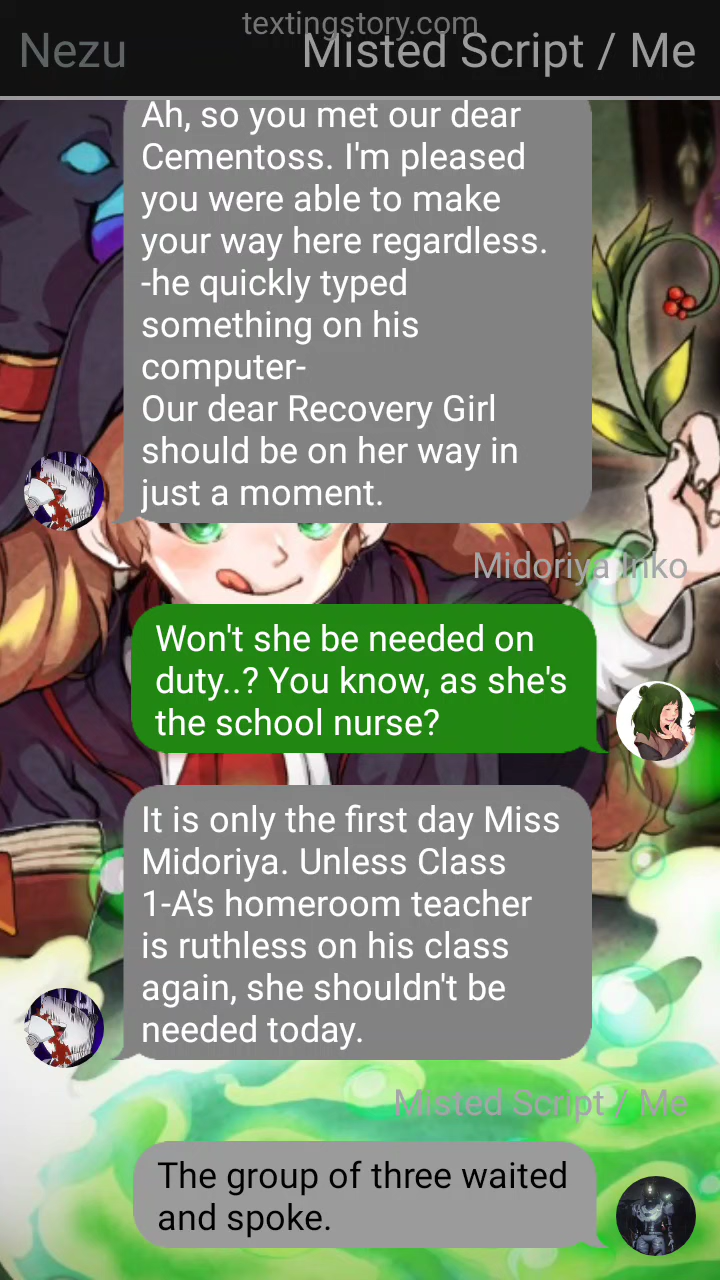 textingstory.com
Nezu
Misted Script / Me
Ah, so you met our dear
Cementoss. I'm pleased
you were able to make
your way here regardless.
-he quickly typed
something on his
computer-
Our dear Recovery Girl
should be on her way in
just a moment.
Midoriya Inko
Won't she be needed on
duty..? You know, as she's
the school nurse?
It is only the first day Miss
Midoriya. Unless Class
1-A's homeroom teacher
is ruthless on his class
again, she shouldn't be
needed today.
Misted Script / Me
The group of three waited
and spoke.